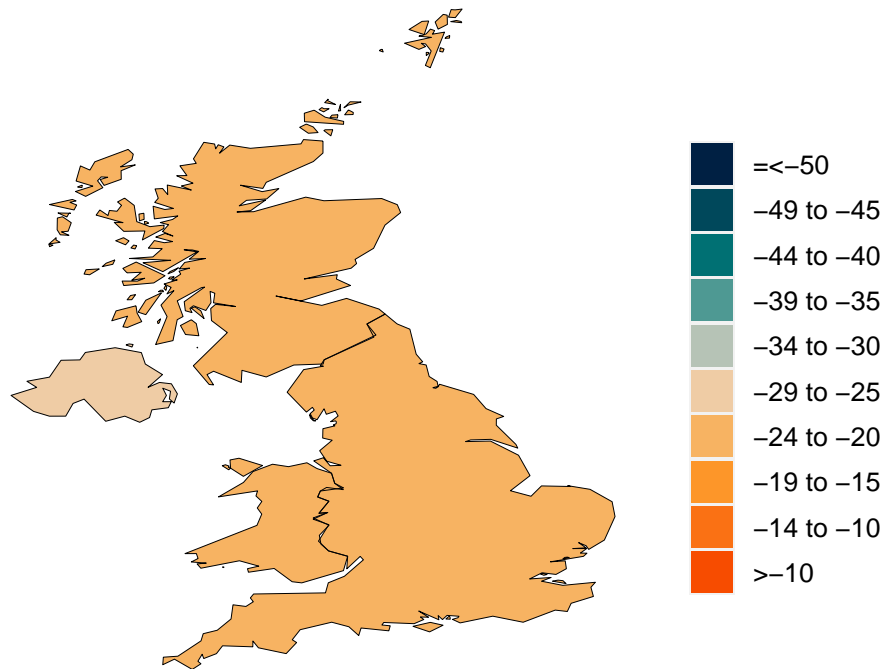 =<−50
−49 to −45
−44 to −40
−39 to −35
−34 to −30
−29 to −25
−24 to −20
−19 to −15
−14 to −10
>−10